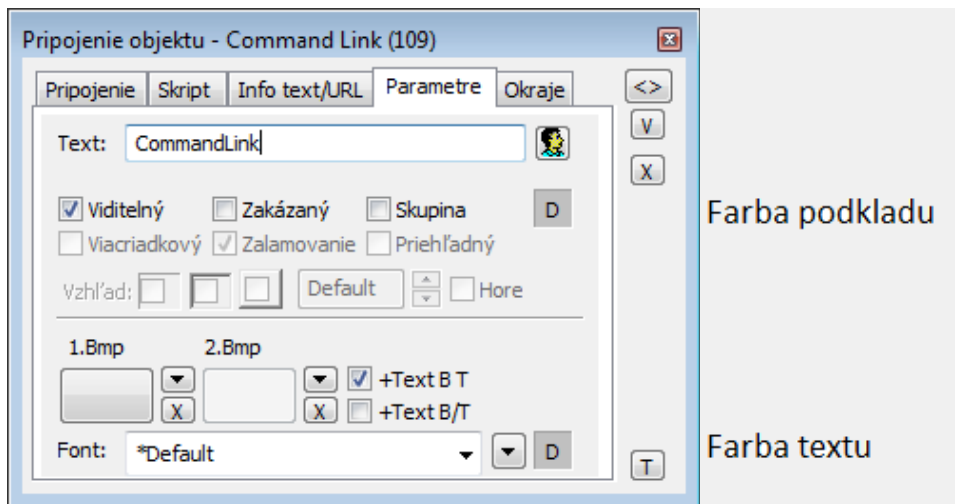 Pripojenie objektu - Command Link (109)
Pripojenie Skript Info text/URL Parametre Okraje <>
V
Text: CommandLink
X
Viditelný Zakázaný Skupina D Farba podkladu
Viacriadkový Zalamovanie Priehľadný
Vzhľad: Default Hore
1.Bmp 2.Bmp
+Text B T
X X +Text B/T
Font: *Default D Farba textu
T